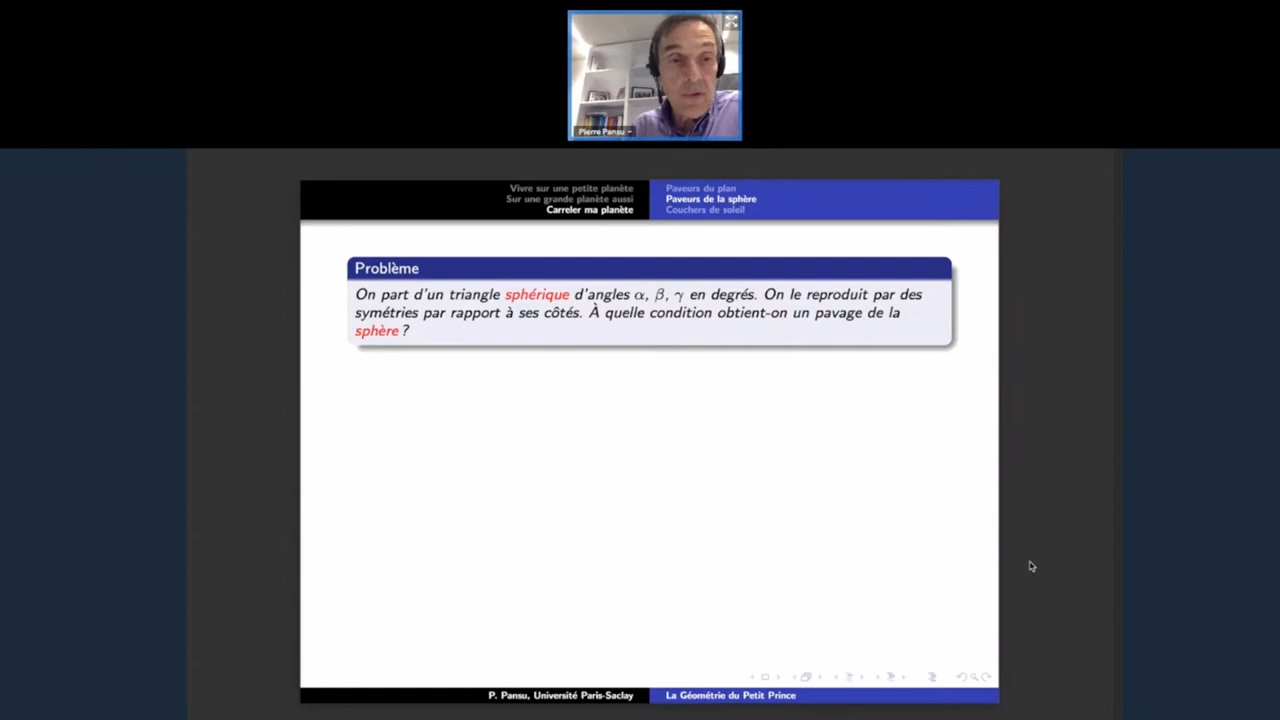 Pierre Pansu
Vivre sur une petite planète
Sur une grande planète aussi
Carreler ma planète
Paveurs du plan
Paveurs de la sphère
Couchers de soleil
Problème
On part d'un triangle sphérique d'angles α, β, γ en degrés. On le reproduit par des
symétries par rapport à ses côtés. À quelle condition obtient-on un pavage de la
sphère ?
P. Pansu, Université Paris-Saclay
La Géométrie du Petit Prince